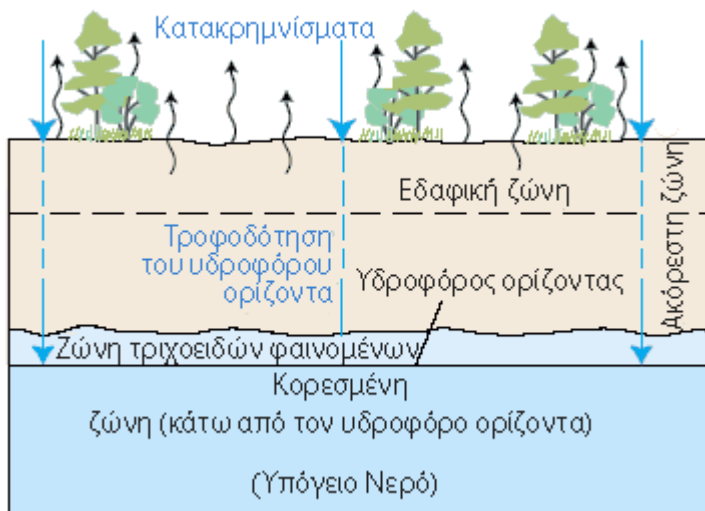 Κατακρημνίσματα
Εδαφική ζώνη
Ακόρεστη ζώνη
Τροφοδότηση
του υδροφόρου
ορίζοντα
Υδροφόρος ορίζοντας
Ζώνη τριχοειδών φαινομένων
Κορεσμένη
ζώνη (κάτω από τον υδροφόρο ορίζοντα)
(Υπόγειο Νερό)